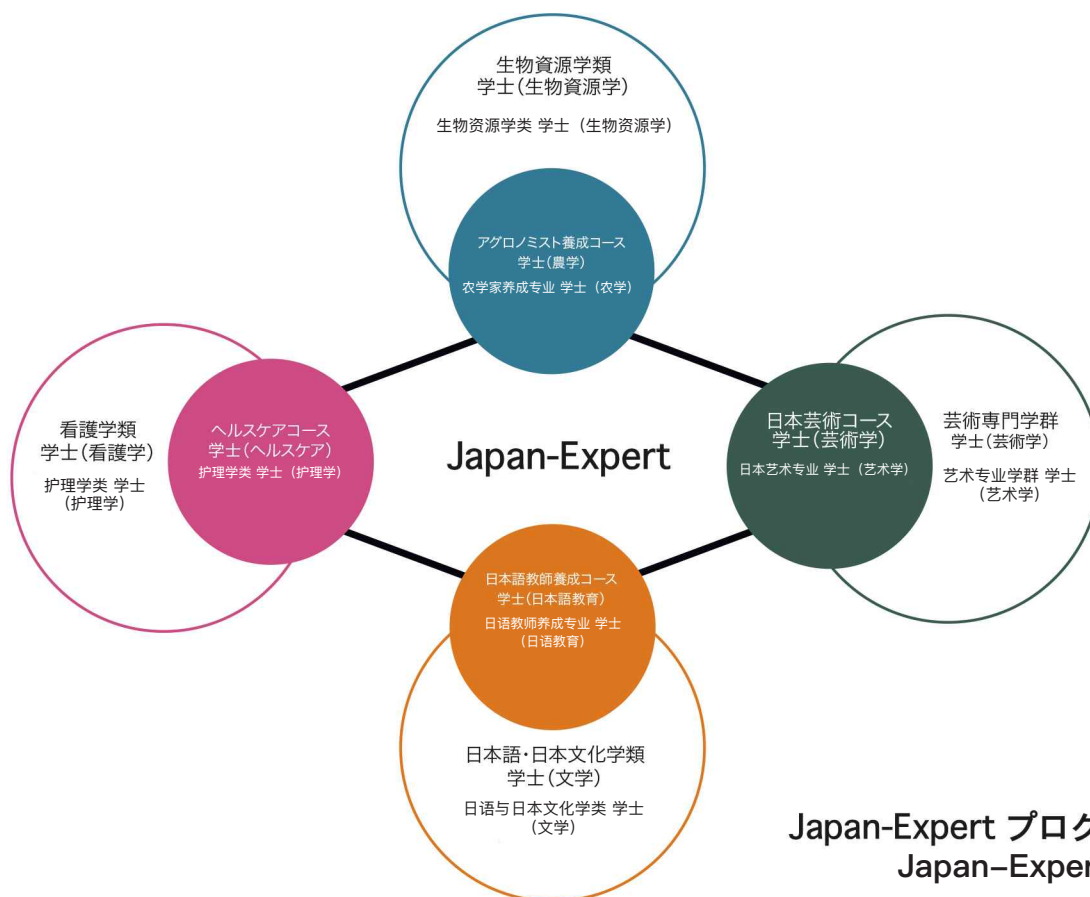 生物資源学類
学士(生物資源学)
生物资源学类 学士（生物资源学）
アグロノミスト養成コース
学士(農学)
农学家养成专业 学士（农学）
看護学類
学士(看護学)
护理学类 学士
（护理学）
ヘルスケアコース
学士(ヘルスケア)
护理学类 学士（护理学）
Japan-Expert
日本芸術コース
学士(芸術学)
日本艺术专业 学士（艺术学）
芸術専門学群
学士(芸術学)
艺术专业学群 学士
（艺术学）
日本語教師養成コース
学士(日本語教育)
日语教师养成专业 学士
（日语教育）
日本語・日本文化学類
学士(文学)
日语与日本文化学类 学士
（文学）
Japan-Expert プログ
Japan–Exper